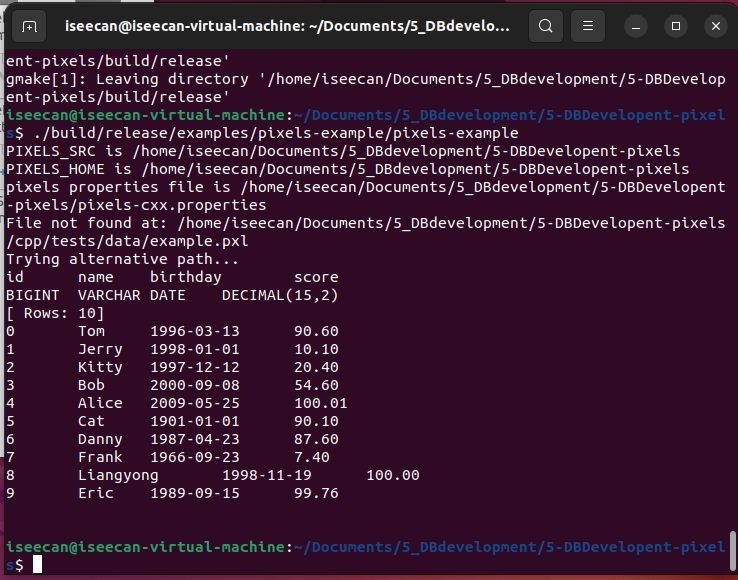 iseecan@iseecan-virtual-machine: ~/Documents/5_DBdevelo...
ent-pixels/build/release'
gmake[1]: Leaving directory '/home/iseecan/Documents/5_DBdevelopment/5-DBDevelop
ent-pixels/build/release'
iseecan@iseecan-virtual-machine:~/Documents/5_DBdevelopment/5-DBDevelopent-pixel
s$ ./build/release/examples/pixels-example/pixels-example
PIXELS_SRC is /home/iseecan/Documents/5_DBdevelopment/5-DBDevelopent-pixels
PIXELS_HOME is /home/iseecan/Documents/5_DBdevelopment/5-DBDevelopent-pixels
pixels properties file is /home/iseecan/Documents/5_DBdevelopment/5-DBDevelopent
-pixels/pixels-cxx.properties
File not found at: /home/iseecan/Documents/5_DBdevelopment/5-DBDevelopent-pixels
/cpp/tests/data/example.pxl
Trying alternative path...
id      name    birthday        score
BIGINT  VARCHAR DATE    DECIMAL(15,2)
[ Rows: 10]
0       Tom     1996-03-13      90.60
1       Jerry   1998-01-01      10.10
2       Kitty   1997-12-12      20.40
3       Bob     2000-09-08      54.60
4       Alice   2009-05-25      100.01
5       Cat     1901-01-01      90.10
6       Danny   1987-04-23      87.60
7       Frank   1966-09-23      7.40
8       Liangyong       1998-11-19      100.00
9       Eric    1989-09-15      99.76
iseecan@iseecan-virtual-machine:~/Documents/5_DBdevelopment/5-DBDevelopent-pixel
s$